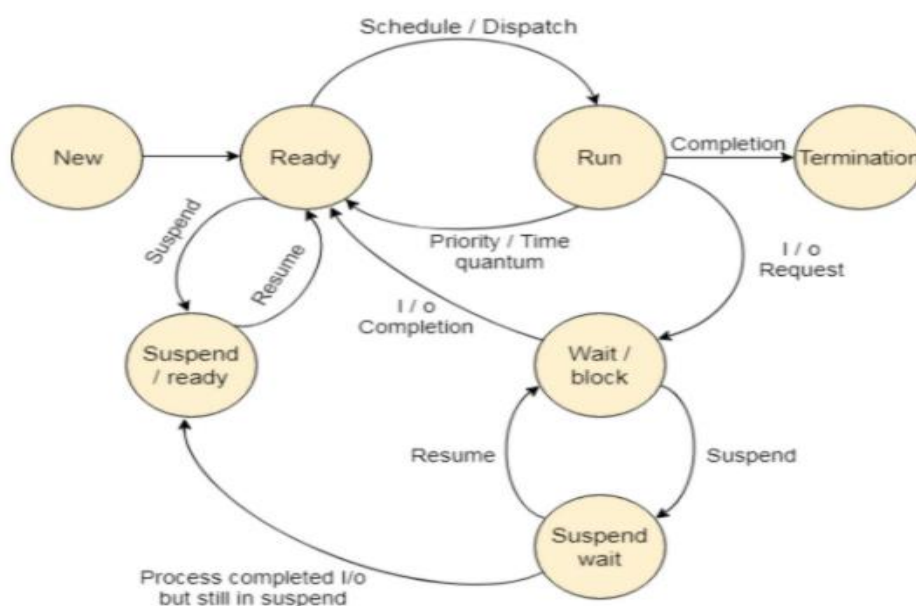 Schedule / Dispatch
New
Ready
Run
Completion
Termination
Suspend
Resume
Priority / Time
quantum
I / o
Request
I / o
Completion
Suspend
/ ready
Wait /
block
Resume
Suspend
Suspend
wait
Process completed I/o
but still in suspend